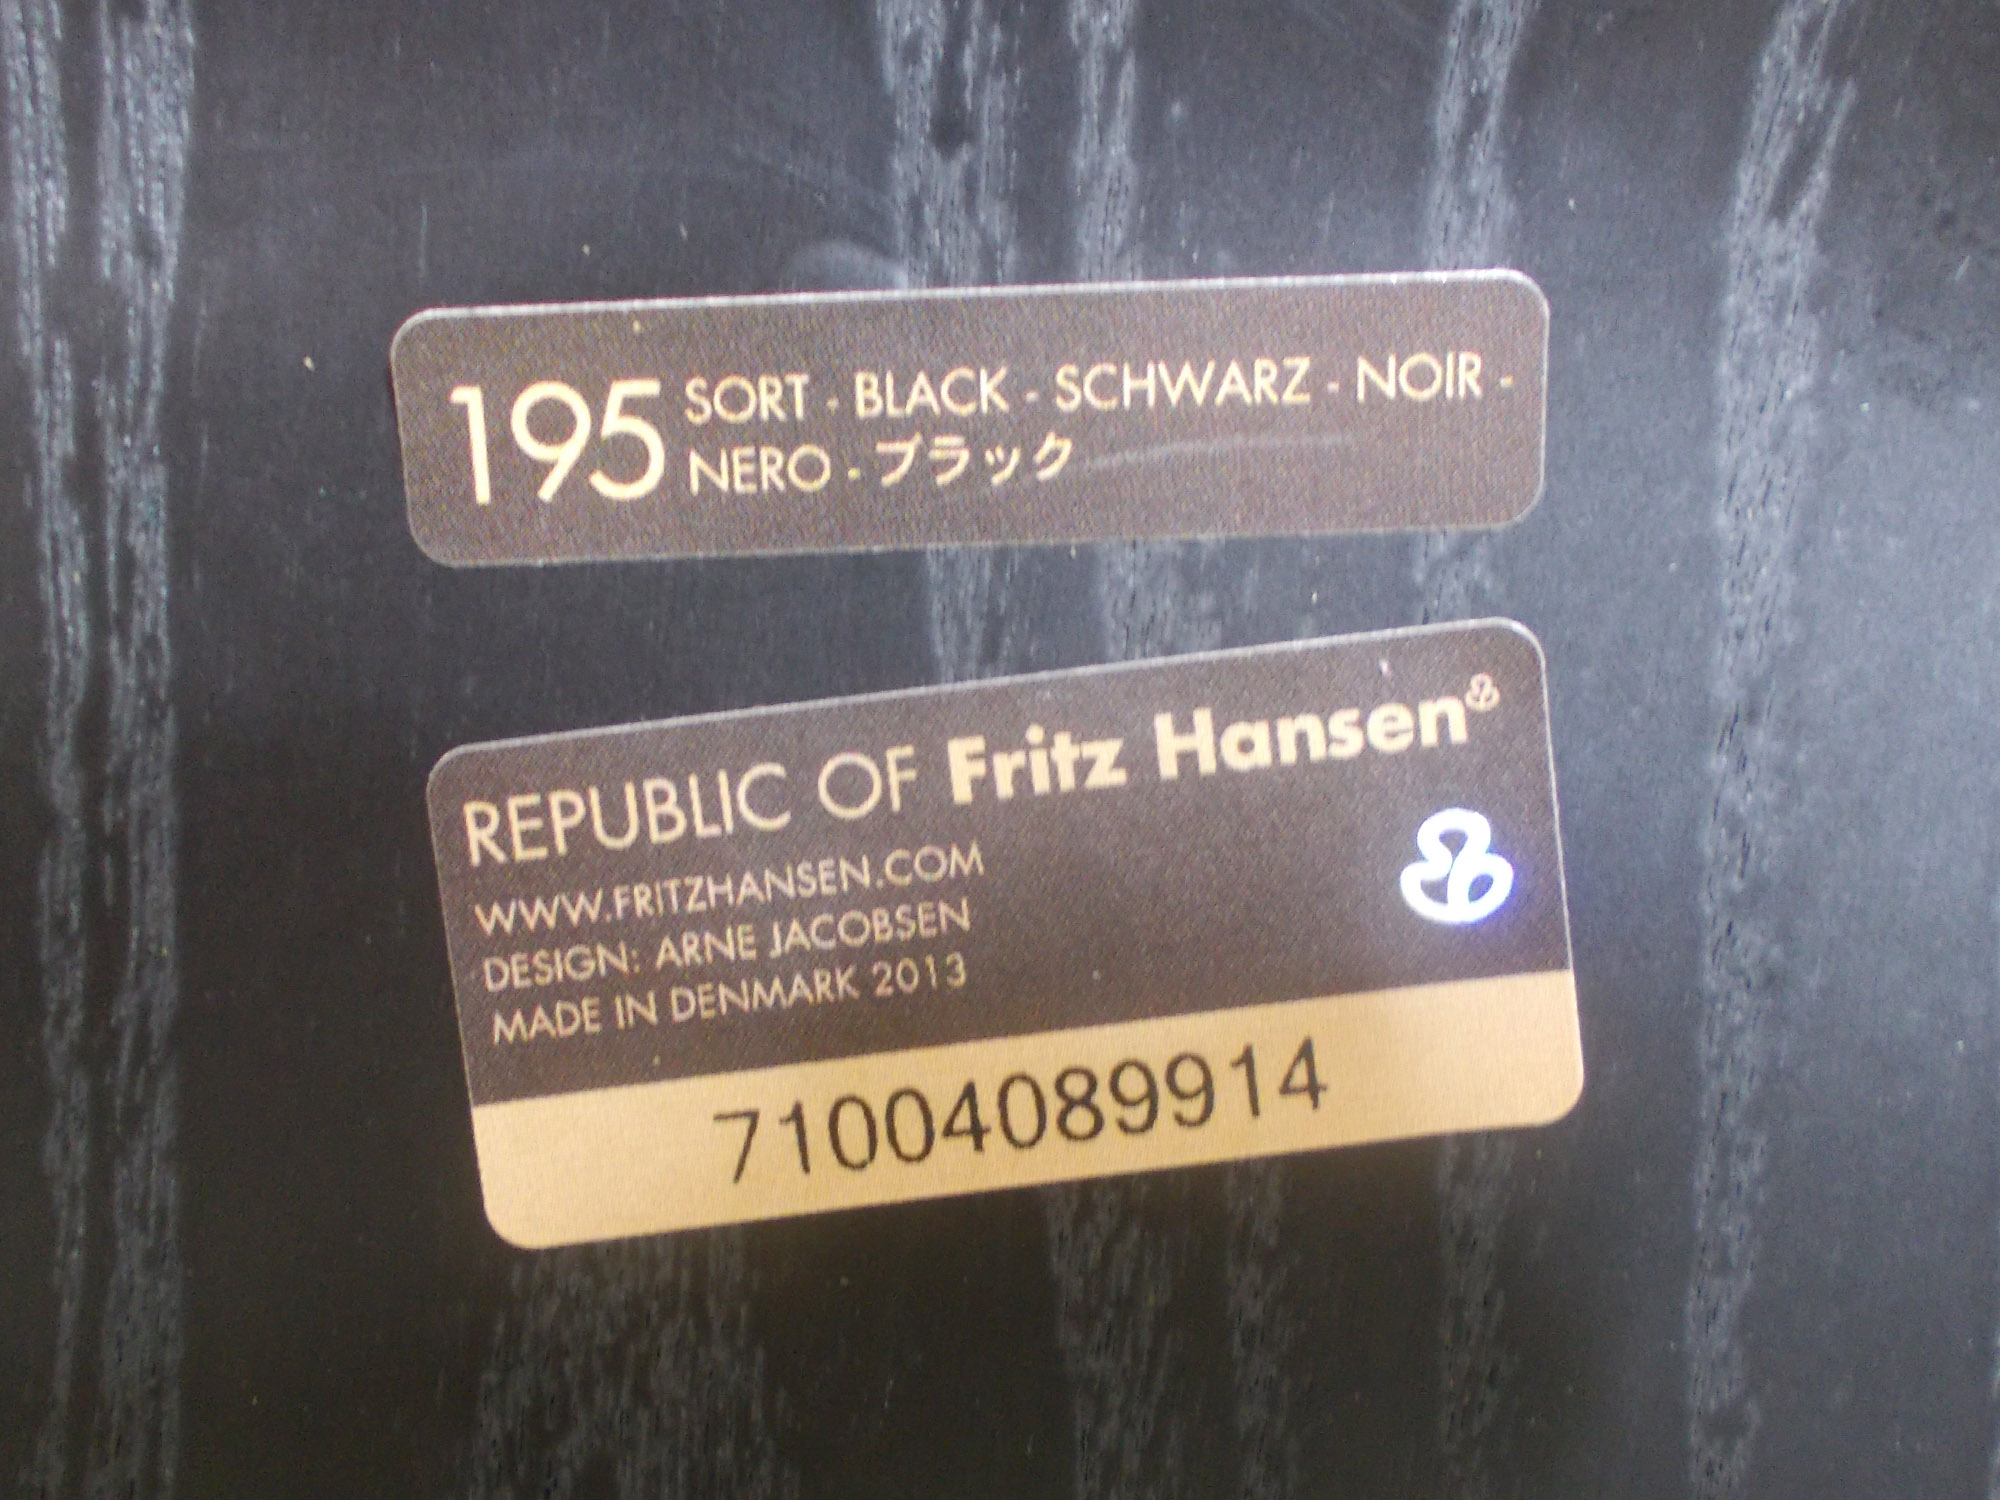 195 SORT - BLACK - SCHWARZ - NOIR -
NERO - ブラック
REPUBLIC OF Fritz Hansen
WWW.FRITZHANSEN.COM
DESIGN: ARNE JACOBSEN
MADE IN DENMARK 2013
71004089914